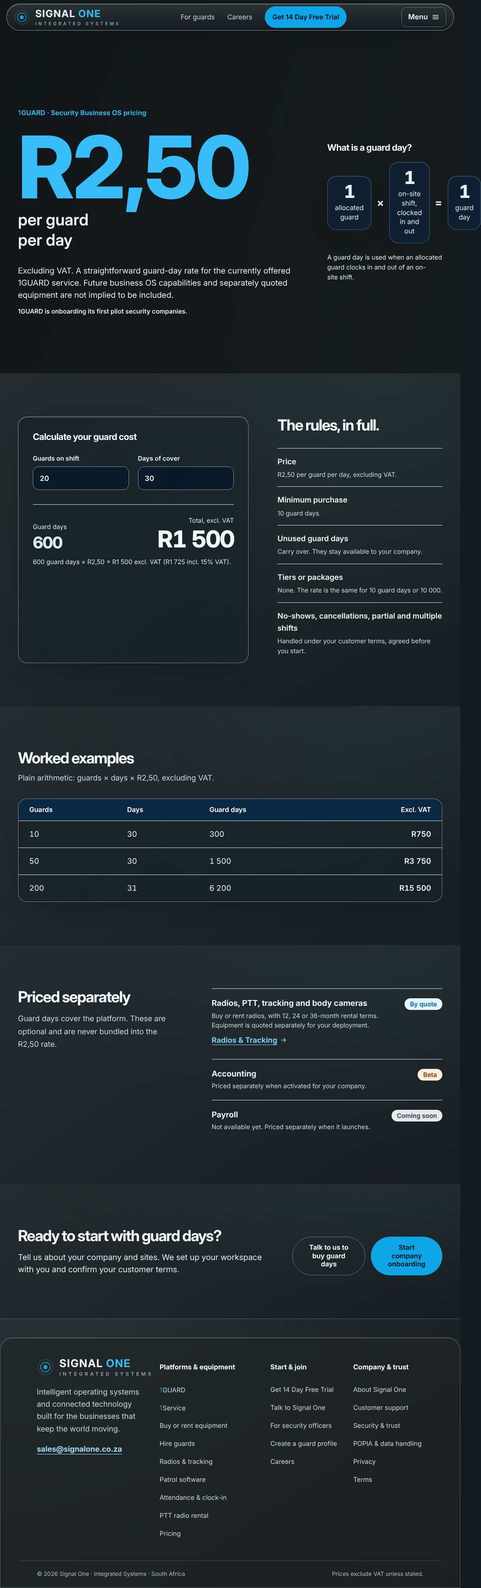 SIGNAL ONE
INTEGRATED SYSTEMS
For guards
Careers
Get 14 Day Free Trial
Menu
1GUARD · Security Business OS pricing
R2,50
per guard
per day
Excluding VAT. A straightforward guard-day rate for the currently offered
1GUARD service. Future business OS capabilities and separately quoted
equipment are not implied to be included.
1GUARD is onboarding its first pilot security companies.
What is a guard day?
1
allocated
guard
×
1
on-site
shift,
clocked
in and
out
=
1
guard
day
A guard day is used when an allocated
guard clocks in and out of an on-
site shift.
Calculate your guard cost
Guards on shift
20
Days of cover
30
Guard days
600
Total, excl. VAT
R1 500
600 guard days × R2,50 = R1 500 excl. VAT (R1 725 incl. 15% VAT).
The rules, in full.
Price
R2,50 per guard per day, excluding VAT.
Minimum purchase
10 guard days
Unused guard days
Carry over. They stay available to your company.
Tiers or packages
None. The rate is the same for 10 guard days or 10 000.
No-shows, cancellations, partial and multiple
shifts
Handled under your customer terms, agreed before
you start.
Worked examples
Plain arithmetic: guards × days × R2,50, excluding VAT.
Guards Days Guard days Excl. VAT
10 30 300 R750
50 30 1 500 R3 750
200 31 6 200 R15 500
Priced separately
Guard days cover the platform. These are
optional and are never bundled into the
R2,50 rate.
Radios, PTT, tracking and body cameras
By quote
Buy or rent radios, with 12, 24 or 36-month rental terms.
Equipment is quoted separately for your deployment.
Radios & Tracking →
Accounting
Beta
Priced separately when activated for your company.
Payroll
Coming soon
Not available yet. Priced separately when it launches.
Ready to start with guard days?
Tell us about your company and sites. We set up your workspace
with you and confirm your customer terms.
Talk to us to
buy guard
days
Start
company
onboarding
SIGNAL ONE
INTEGRATED SYSTEMS
Intelligent operating systems
and connected technology
built for the businesses that
keep the world moving.
sales@signalone.co.za
Platforms & equipment
1GUARD
1Service
Buy or rent equipment
Hire guards
Radios & tracking
Patrol software
Attendance & clock-in
PTT radio rental
Pricing
Start & join
Get 14 Day Free Trial
Talk to Signal One
For security officers
Create a guard profile
Careers
Company & trust
About Signal One
Customer support
Security & trust
POPIA & data handling
Privacy
Terms
© 2026 Signal One · Integrated Systems · South Africa
Prices exclude VAT unless stated.